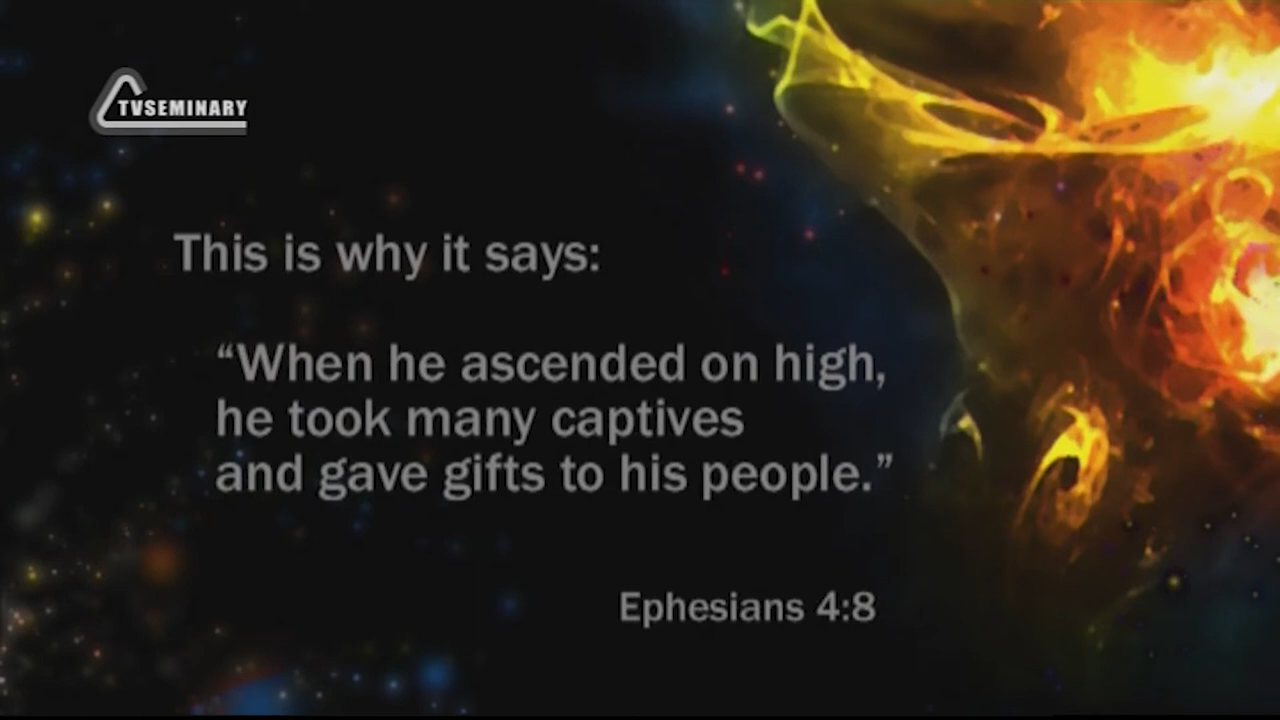 TVSEMINARY
This is why it says:
“When he ascended on high,
he took many captives
and gave gifts to his people.”
Ephesians 4:8